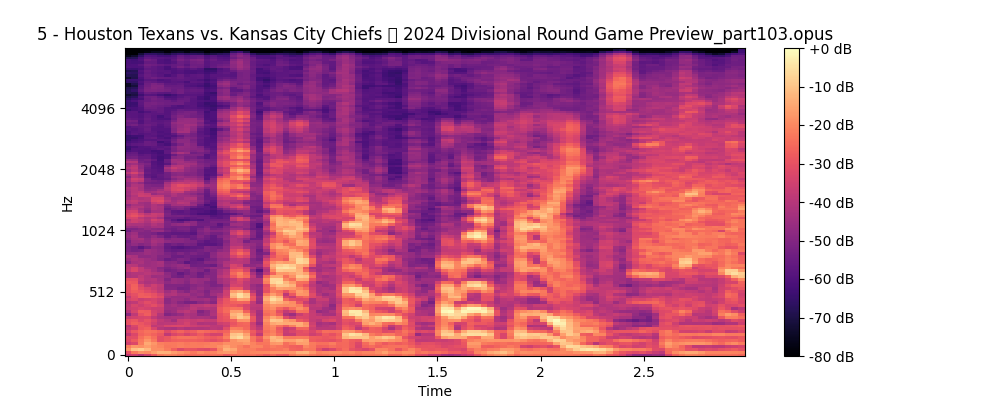 5 - Houston Texans vs. Kansas City Chiefs 2024 Divisional Round Game Preview_part103.opus
+0 dB
-10 dB
-20 dB
-30 dB
-40 dB
-50 dB
-60 dB
-70 dB
-80 dB
4096
2048
1024
512
0
Hz
0
0.5
1
1.5
2
2.5
Time